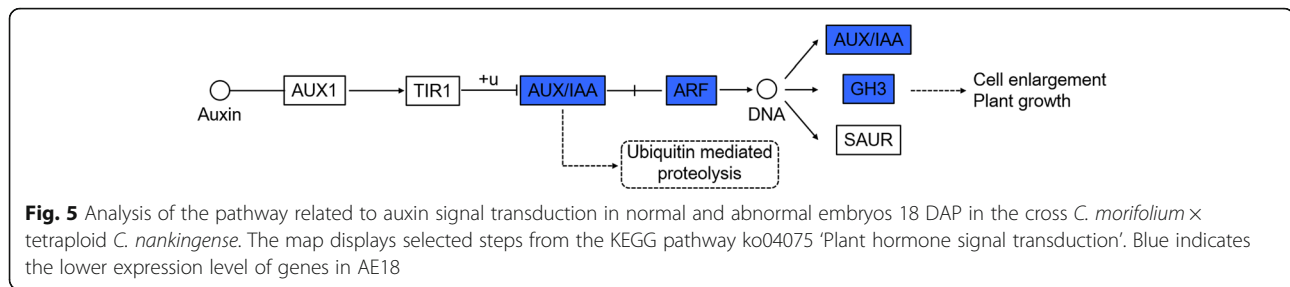 AUX/IAA
+u
AUX1
TIR1
AUX/IAA
ARF
GH3
Cell enlargement
Plant growth
Auxin
DNA
SAUR
Ubiquitin mediated
proteolysis
Fig. 5 Analysis of the pathway related to auxin signal transduction in normal and abnormal embryos 18 DAP in the cross C. morifolium ×
tetraploid C. nankingense. The map displays selected steps from the KEGG pathway ko04075 ‘Plant hormone signal transduction’. Blue indicates
the lower expression level of genes in AE18